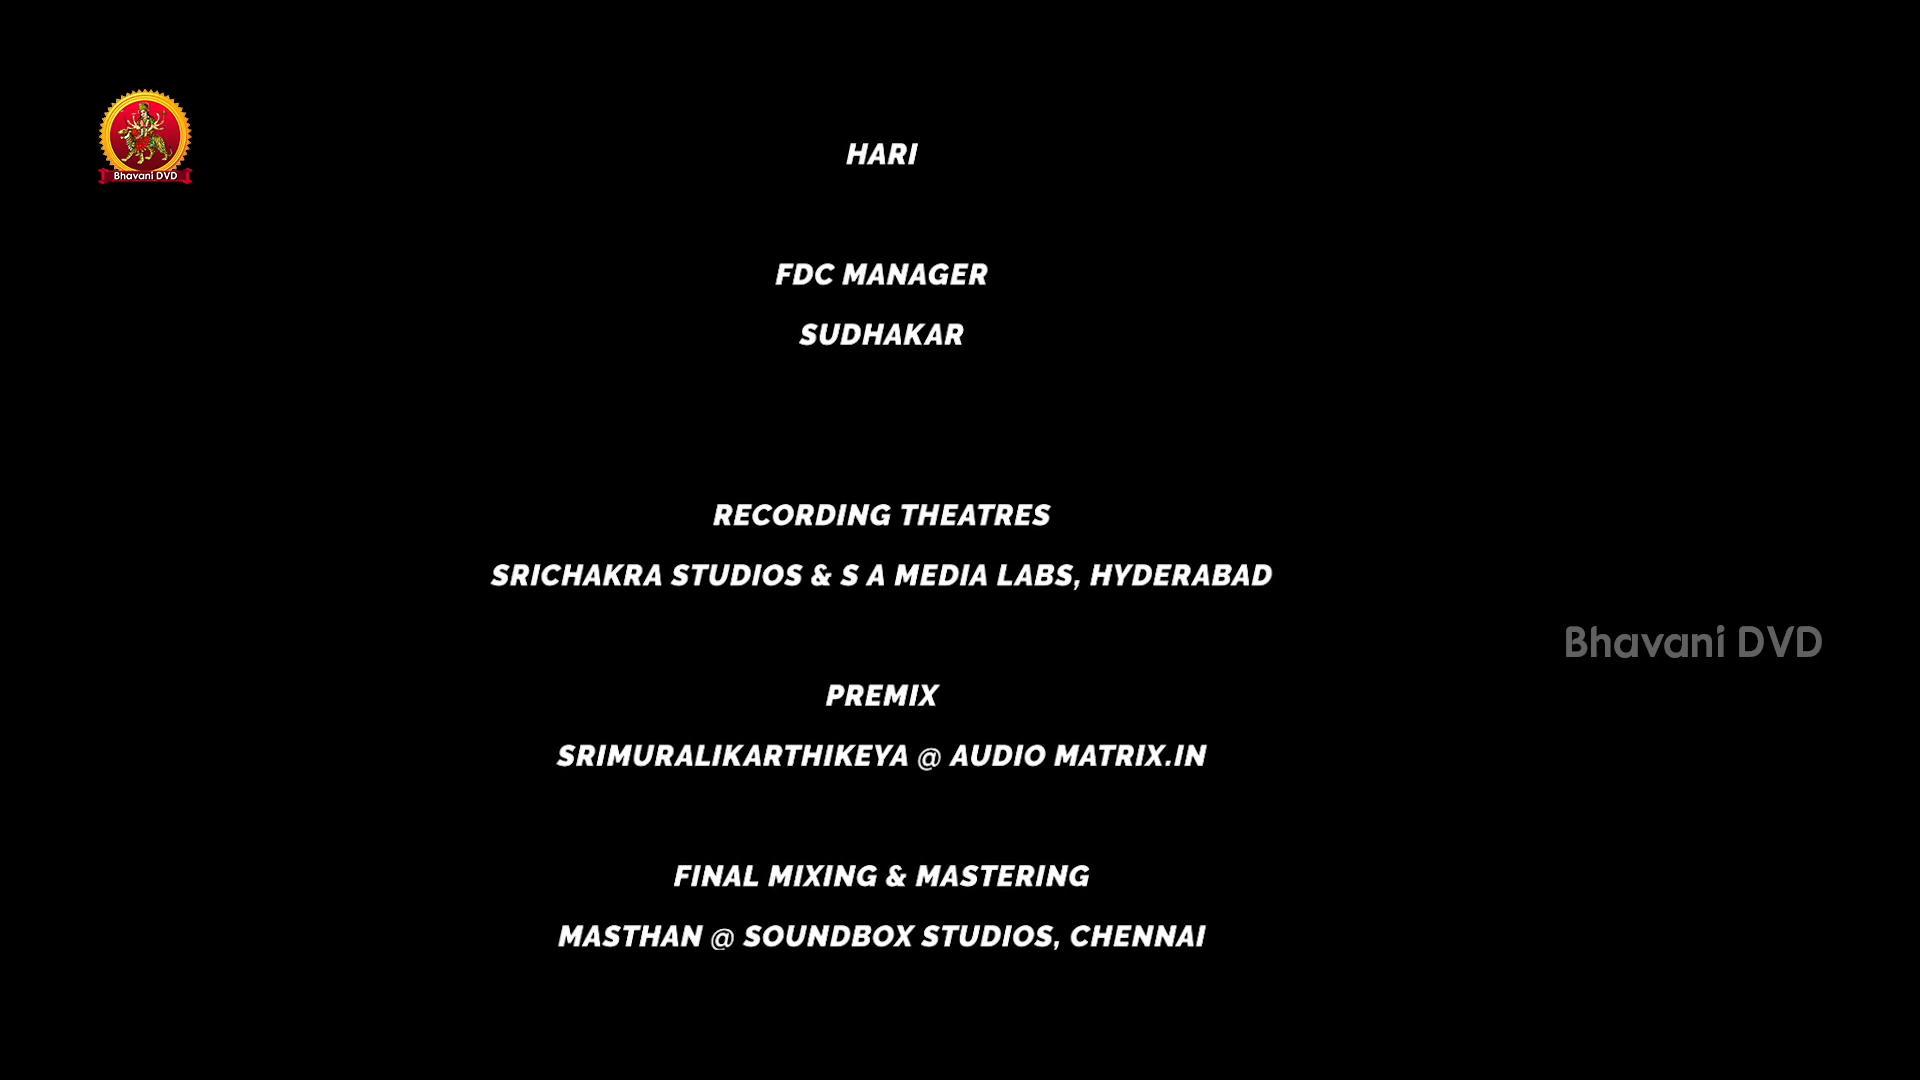 Bhavani DVD
HARI
FDC MANAGER
SUDHAKAR
RECORDING THEATRES
SRICHAKRA STUDIOS & S A MEDIA LABS, HYDERABAD
Bhavani DVD
PREMIX
SRIMURALIKARTHIKEYA @ AUDIO MATRIX.IN
FINAL MIXING & MASTERING
MASTHAN @ SOUNDBOX STUDIOS, CHENNAI